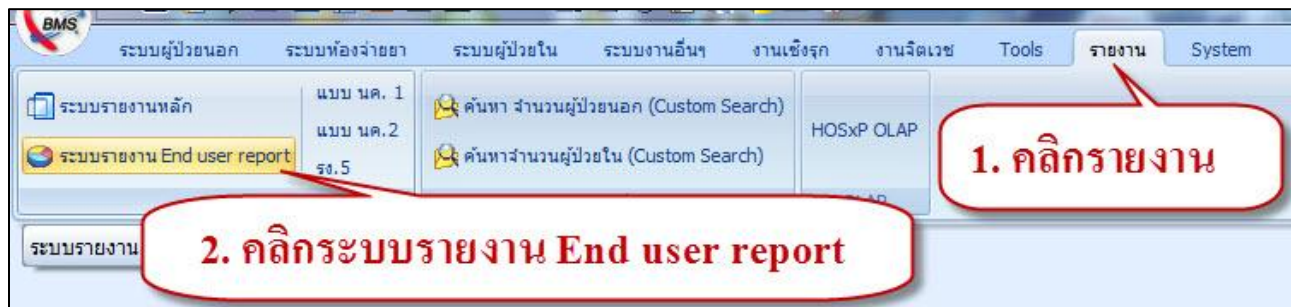 BMS
ระบบผู้ป่วยนอก ระบบห้องจ่ายยา ระบบผู้ป่วยใน ระบบงานอื่นๆ งานเชิงรุก งานจิตเวช Tools รายงาน System
ระบบรายงานหลัก
ระบบรายงาน End user report
แบบ นค. 1
แบบ นค.2
รง.5
ค้นหา จำนวนผู้ป่วยนอก (Custom Search)
ค้นหาจำนวนผู้ป่วยใน (Custom Search)
HOSxP OLAP
1. คลิกรายงาน
2. คลิกระบบรายงาน End user report
ระบบรายงาน